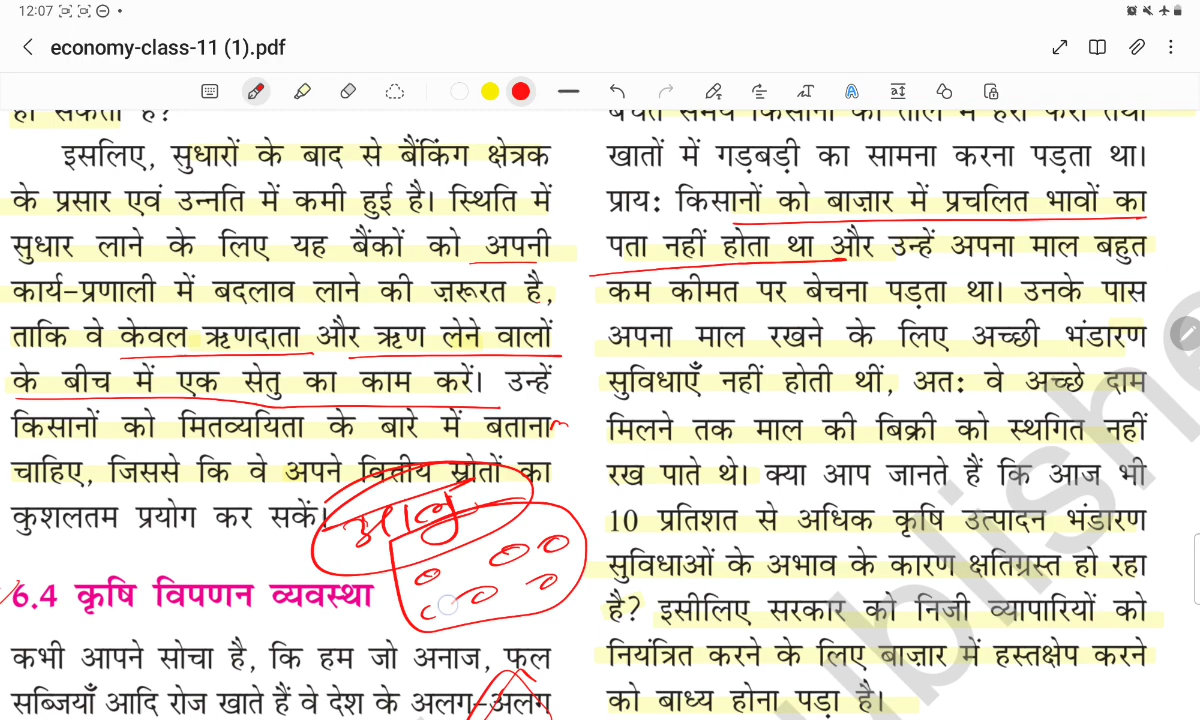 12:07
economy-class-11 (1).pdf
हो सकता है?
इसलिए, सुधारों के बाद से बैंकिंग क्षेत्रक
के प्रसार एवं उन्नति में कमी हुई है। स्थिति में
सुधार लाने के लिए यह बैंकों को अपनी
कार्य-प्रणाली में बदलाव लाने की ज़रूरत है,
ताकि वे केवल ऋणदाता और ऋण लेने वालों
के बीच में एक सेतु का काम करें। उन्हें
किसानों को मितव्ययिता के बारे में बताना
चाहिए, जिससे कि वे अपने वित्तीय स्रोतों का
कुशलतम प्रयोग कर सकें।
6.4 कृषि विपणन व्यवस्था
कभी आपने सोचा है, कि हम जो अनाज, फल
सब्जियाँ आदि रोज खाते हैं वे देश के अलग-अलग
बेचते समय किसानों को तोल में हेरा फेरी तथा
खातों में गड़बड़ी का सामना करना पड़ता था।
प्राय: किसानों को बाज़ार में प्रचलित भावों का
पता नहीं होता था और उन्हें अपना माल बहुत
कम कीमत पर बेचना पड़ता था। उनके पास
अपना माल रखने के लिए अच्छी भंडारण
सुविधाएँ नहीं होती थीं, अत: वे अच्छे दाम
मिलने तक माल की बिक्री को स्थगित नहीं
रख पाते थे। क्या आप जानते हैं कि आज भी
10 प्रतिशत से अधिक कृषि उत्पादन भंडारण
सुविधाओं के अभाव के कारण क्षतिग्रस्त हो रहा
है? इसीलिए सरकार को निजी व्यापारियों को
नियंत्रित करने के लिए बाज़ार में हस्तक्षेप करने
को बाध्य होना पड़ा है।